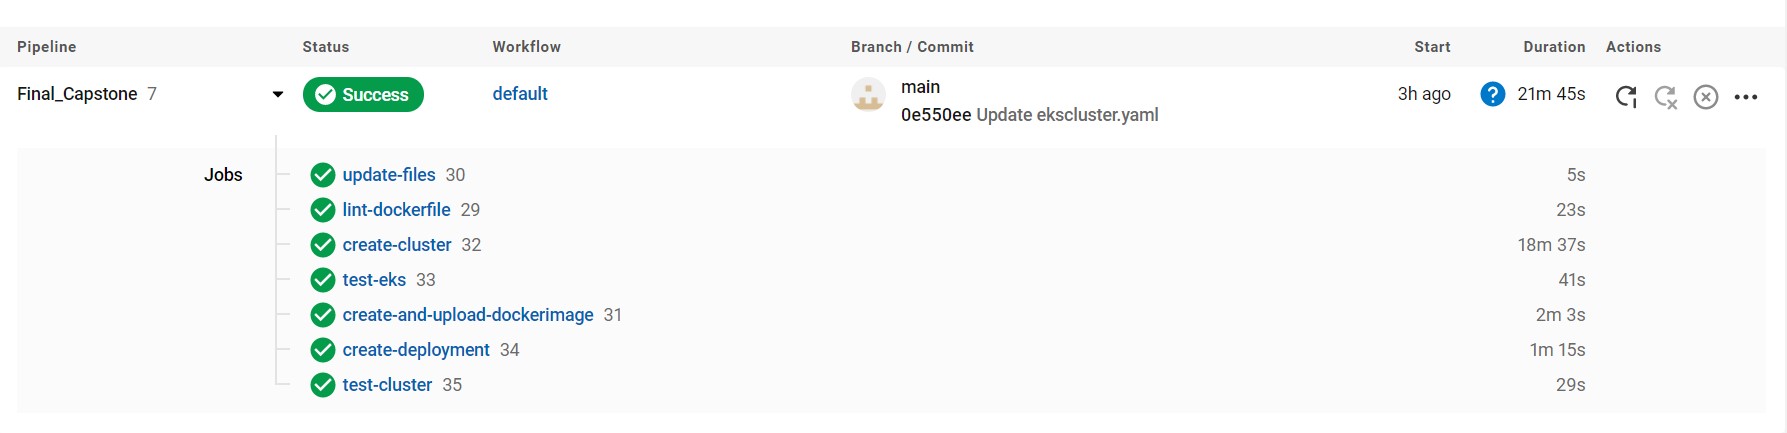 Pipeline Status Workflow Branch / Commit Start Duration Actions
Final_Capstone 7 Success default main 3h ago ? 21m 45s
0e550ee Update ekscluster.yaml
Jobs update-files 30 5s
lint-dockerfile 29 23s
create-cluster 32 18m 37s
test-eks 33 41s
create-and-upload-dockerimage 31 2m 3s
create-deployment 34 1m 15s
test-cluster 35 29s